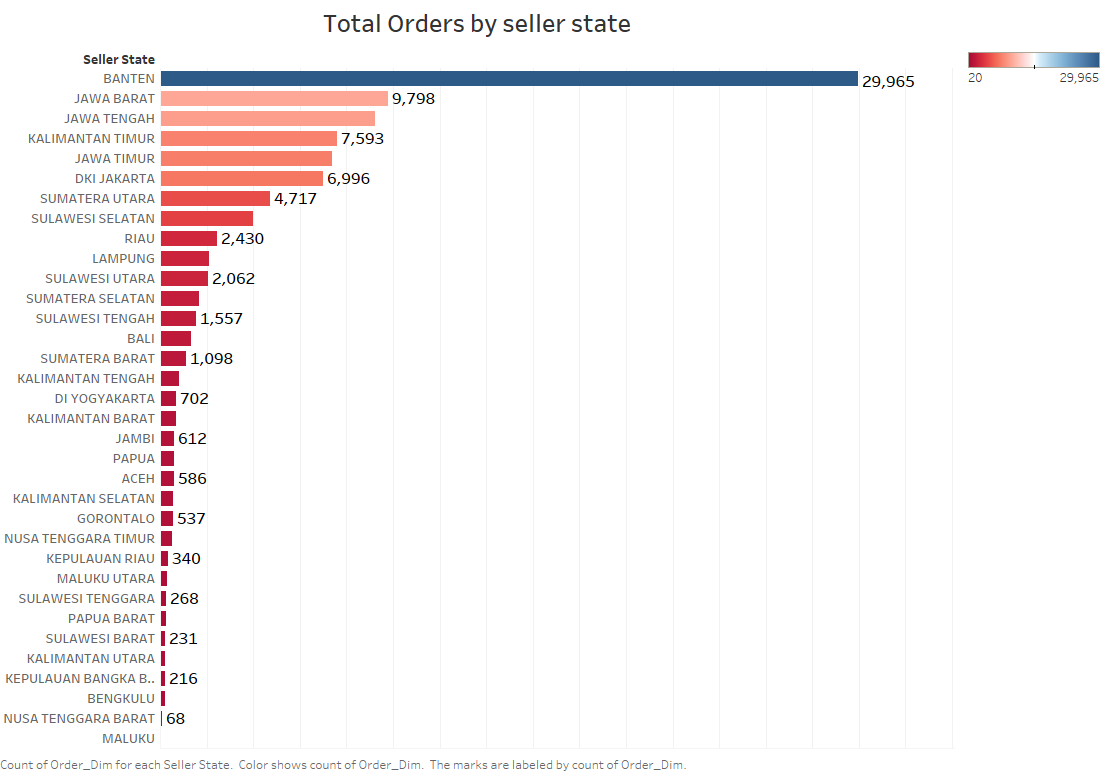 Total Orders by seller state
Seller State
20 29,965
BANTEN 29,965
JAWA BARAT 9,798
JAWA TENGAH
KALIMANTAN TIMUR 7,593
JAWA TIMUR
DKI JAKARTA 6,996
SUMATERA UTARA 4,717
SULAWESI SELATAN
RIAU 2,430
LAMPUNG
SULAWESI UTARA 2,062
SUMATERA SELATAN
SULAWESI TENGAH 1,557
BALI
SUMATERA BARAT 1,098
KALIMANTAN TENGAH
DI YOGYAKARTA 702
KALIMANTAN BARAT
JAMBI 612
PAPUA
ACEH 586
KALIMANTAN SELATAN
GORONTALO 537
NUSA TENGGARA TIMUR
KEPULAUAN RIAU 340
MALUKU UTARA
SULAWESI TENGGARA 268
PAPUA BARAT
SULAWESI BARAT 231
KALIMANTAN UTARA
KEPULAUAN BANGKA B.. 216
BENGKULU
NUSA TENGGARA BARAT 68
MALUKU
Count of Order_Dim for each Seller State. Color shows count of Order_Dim. The marks are labeled by count of Order_Dim.